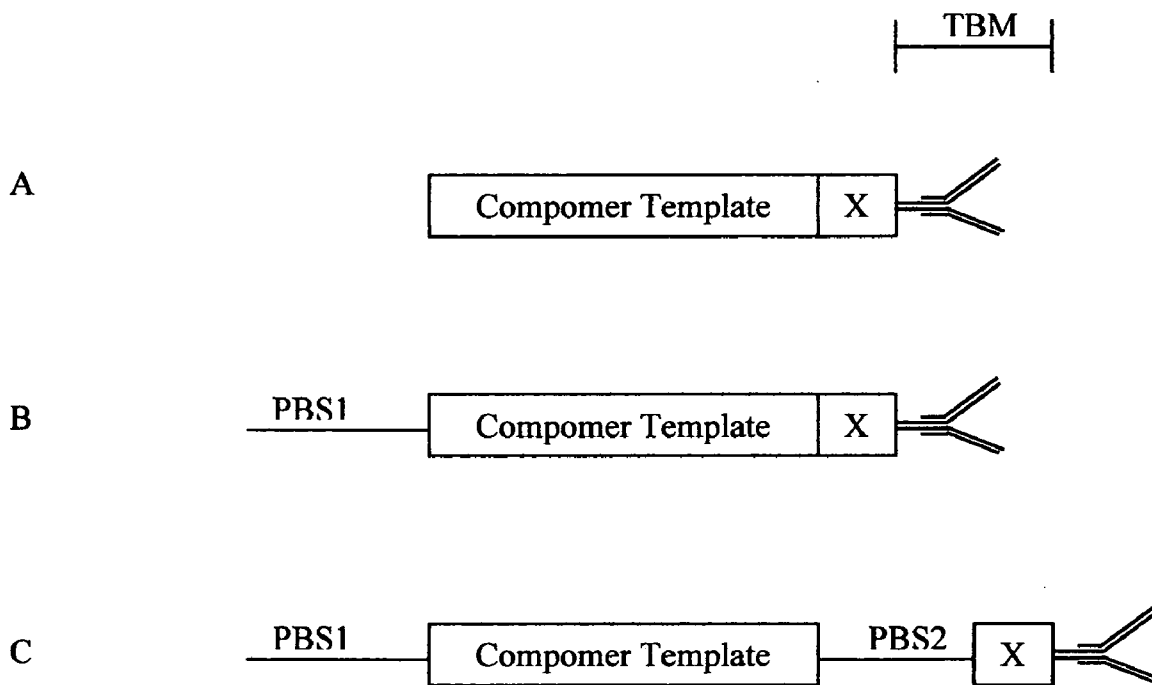 TBM
A
Compomer Template X
B
PBS1
Compomer Template X
C
PBS1
Compomer Template
PBS2
X